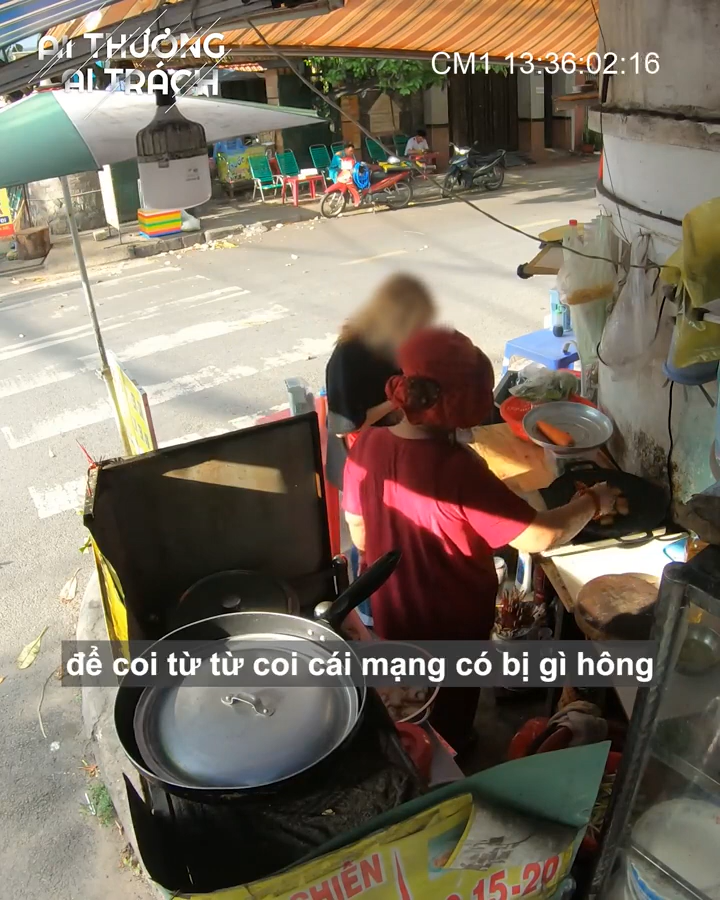 AI THƯƠNG
AI TRÁCH
CM1 13:36:02:16
để coi từ từ coi cái mạng có bị gì hông
CHIÊN
15-20